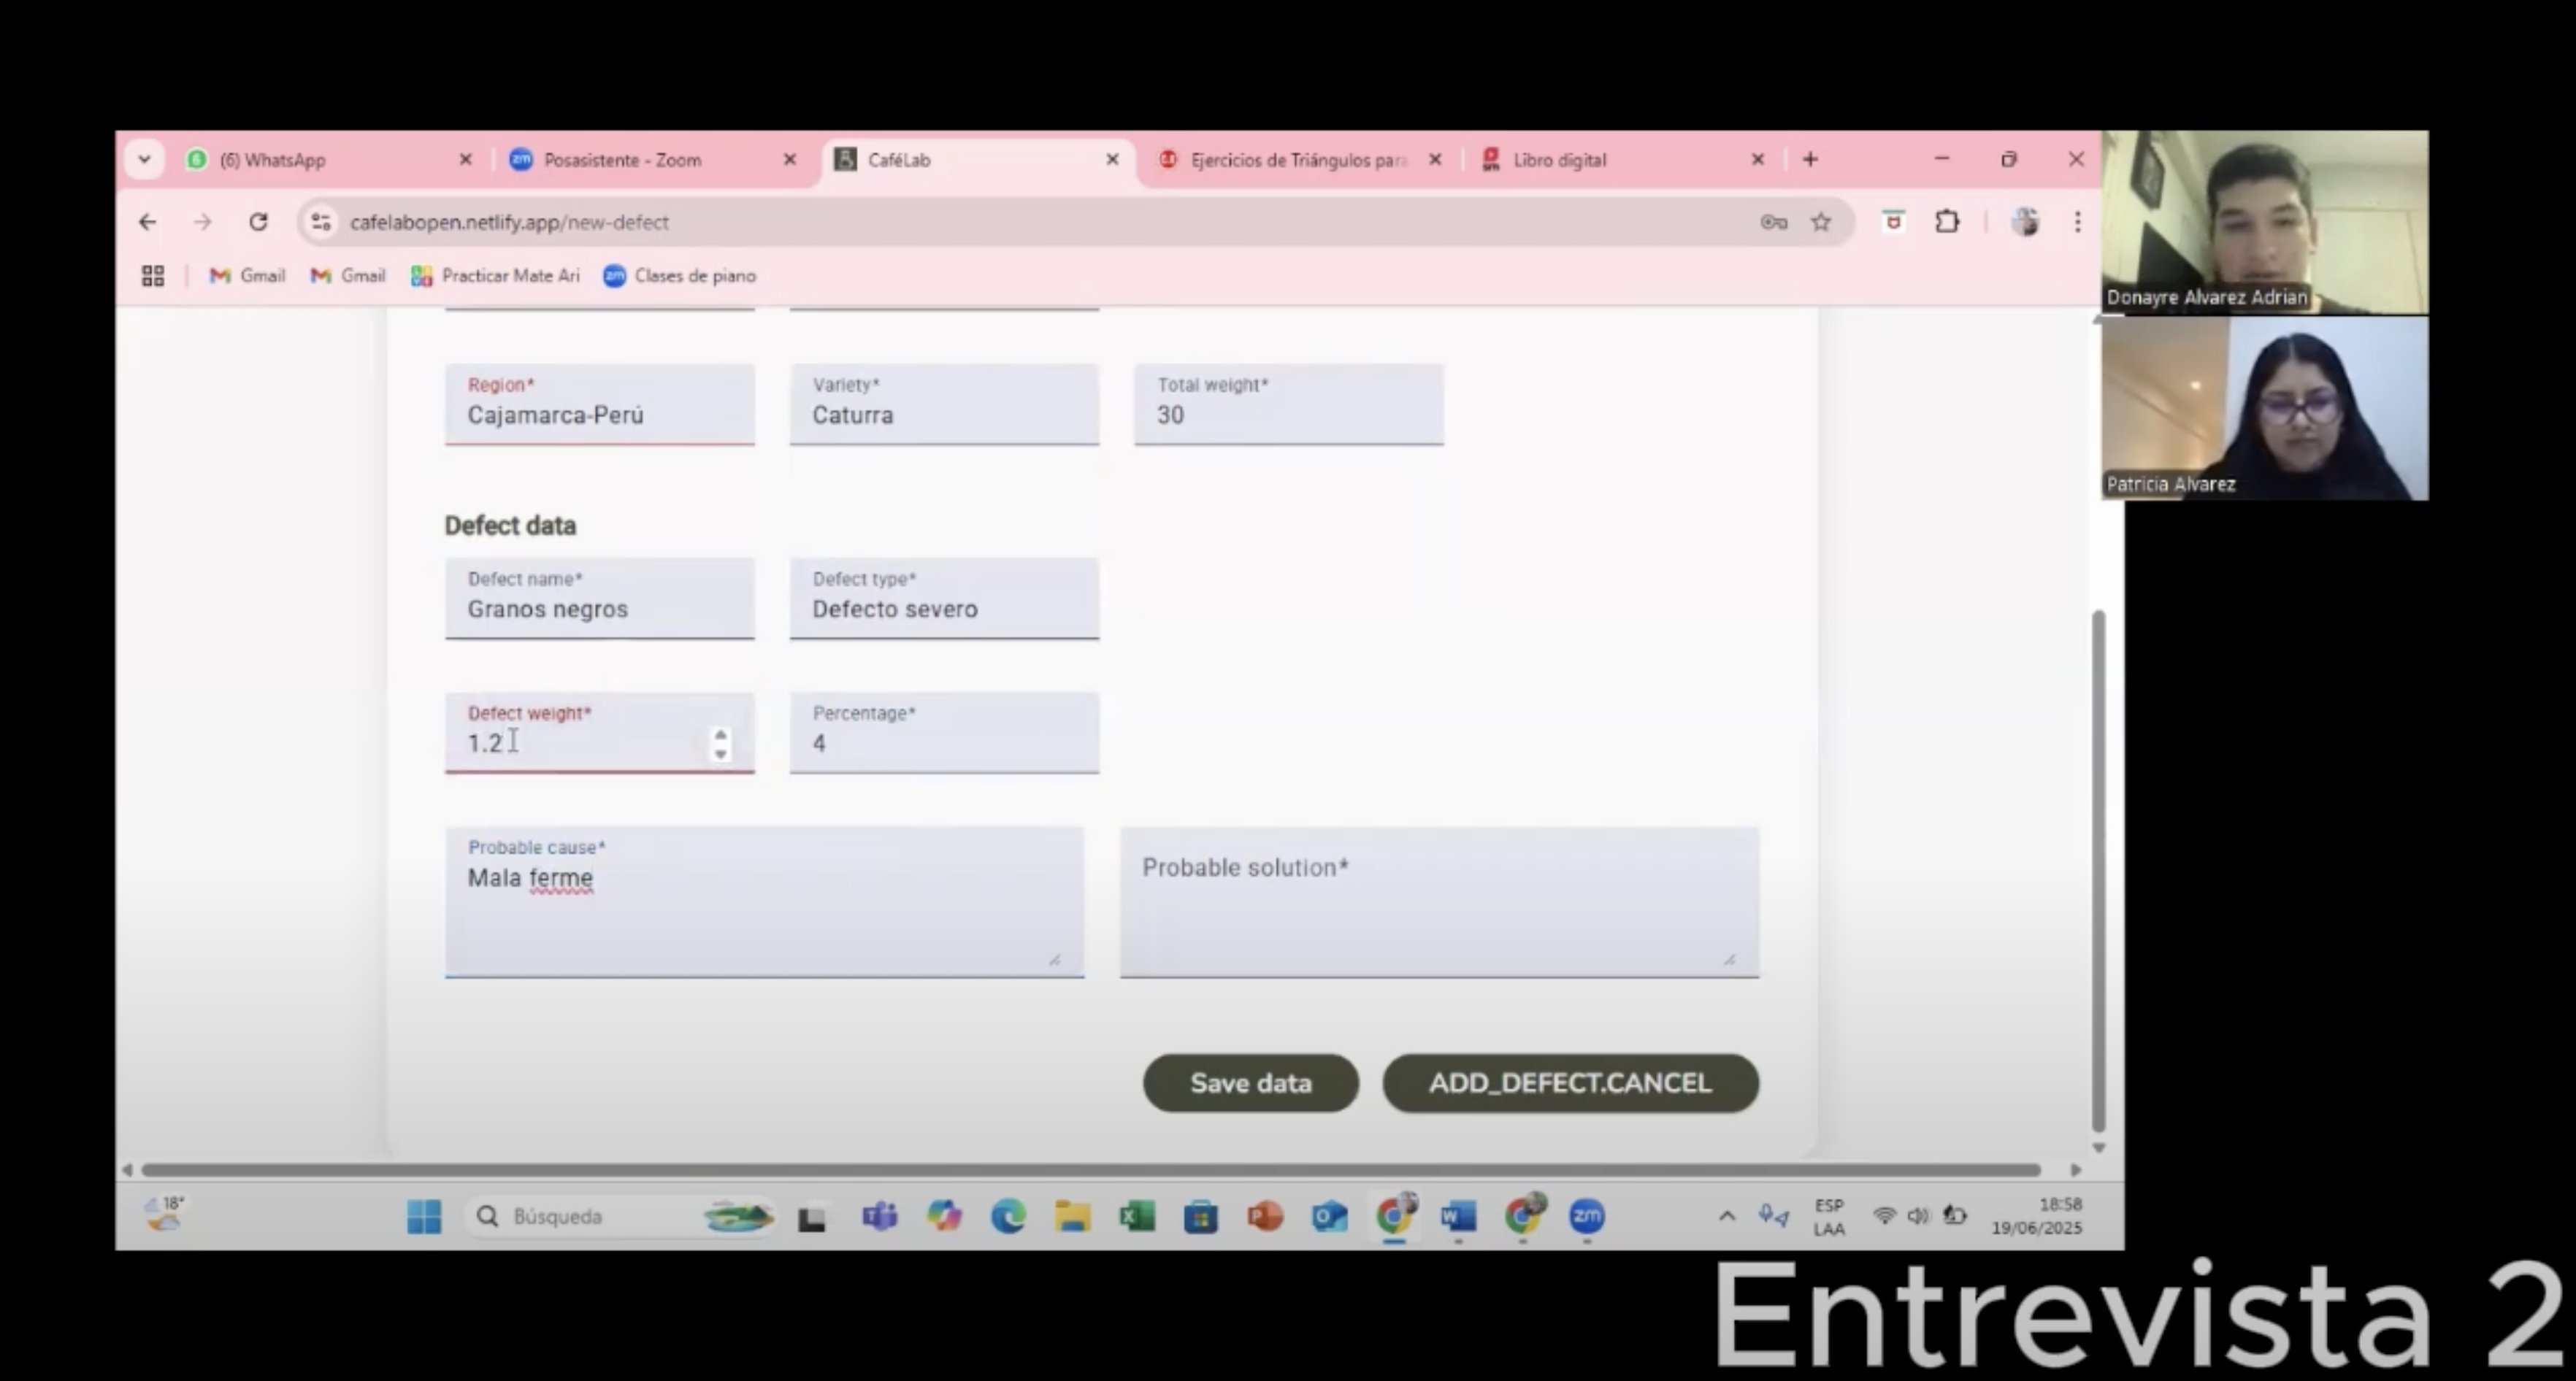 (6) WhatsApp
Posasistente - Zoom
CaféLab
Ejercicios de Triángulos para
Libro digital
cafelabopen.netlify.app/new-defect
Gmail
Gmail
Practicar Mate Ari
Clases de piano
Donayre Alvarez Adrian
Patricia Alvarez
Region*
Cajamarca-Perú
Variety*
Caturra
Total weight*
30
Defect data
Defect name*
Granos negros
Defect type*
Defecto severo
Defect weight*
1.2
Percentage*
4
Probable cause*
Mala ferme
Probable solution*
Save data
ADD_DEFECT.CANCEL
18°
Búsqueda
ESP
LAA
18:58
19/06/2025
Entrevista 2